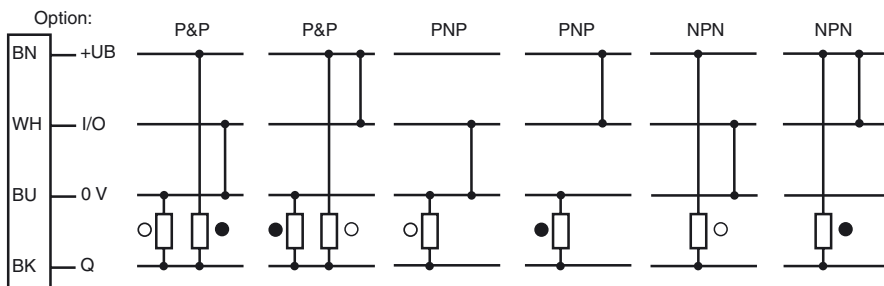 Option:
P&P P&P PNP PNP NPN NPN
BN +UB
WH I/O
BU 0 V
BK Q